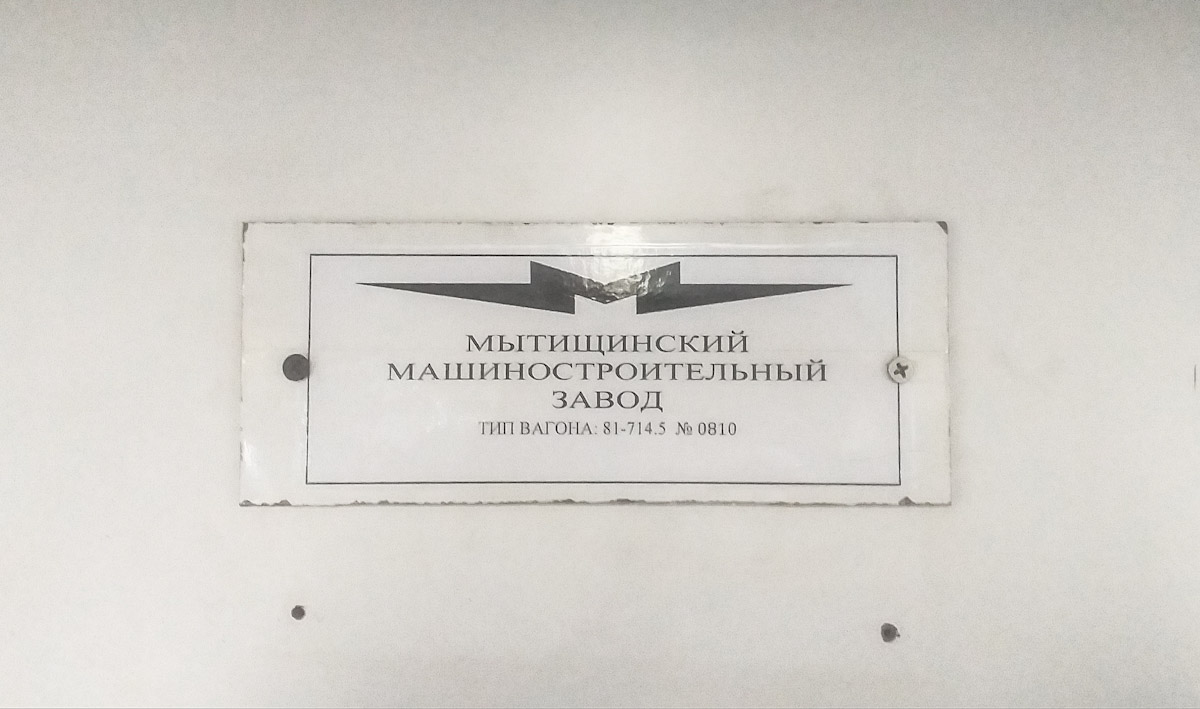 МЫТИЩИНСКИЙ
МАШИНОСТРОИТЕЛЬНЫЙ
ЗАВОД
ТИП ВАГОНА: 81-714.5 № 0810